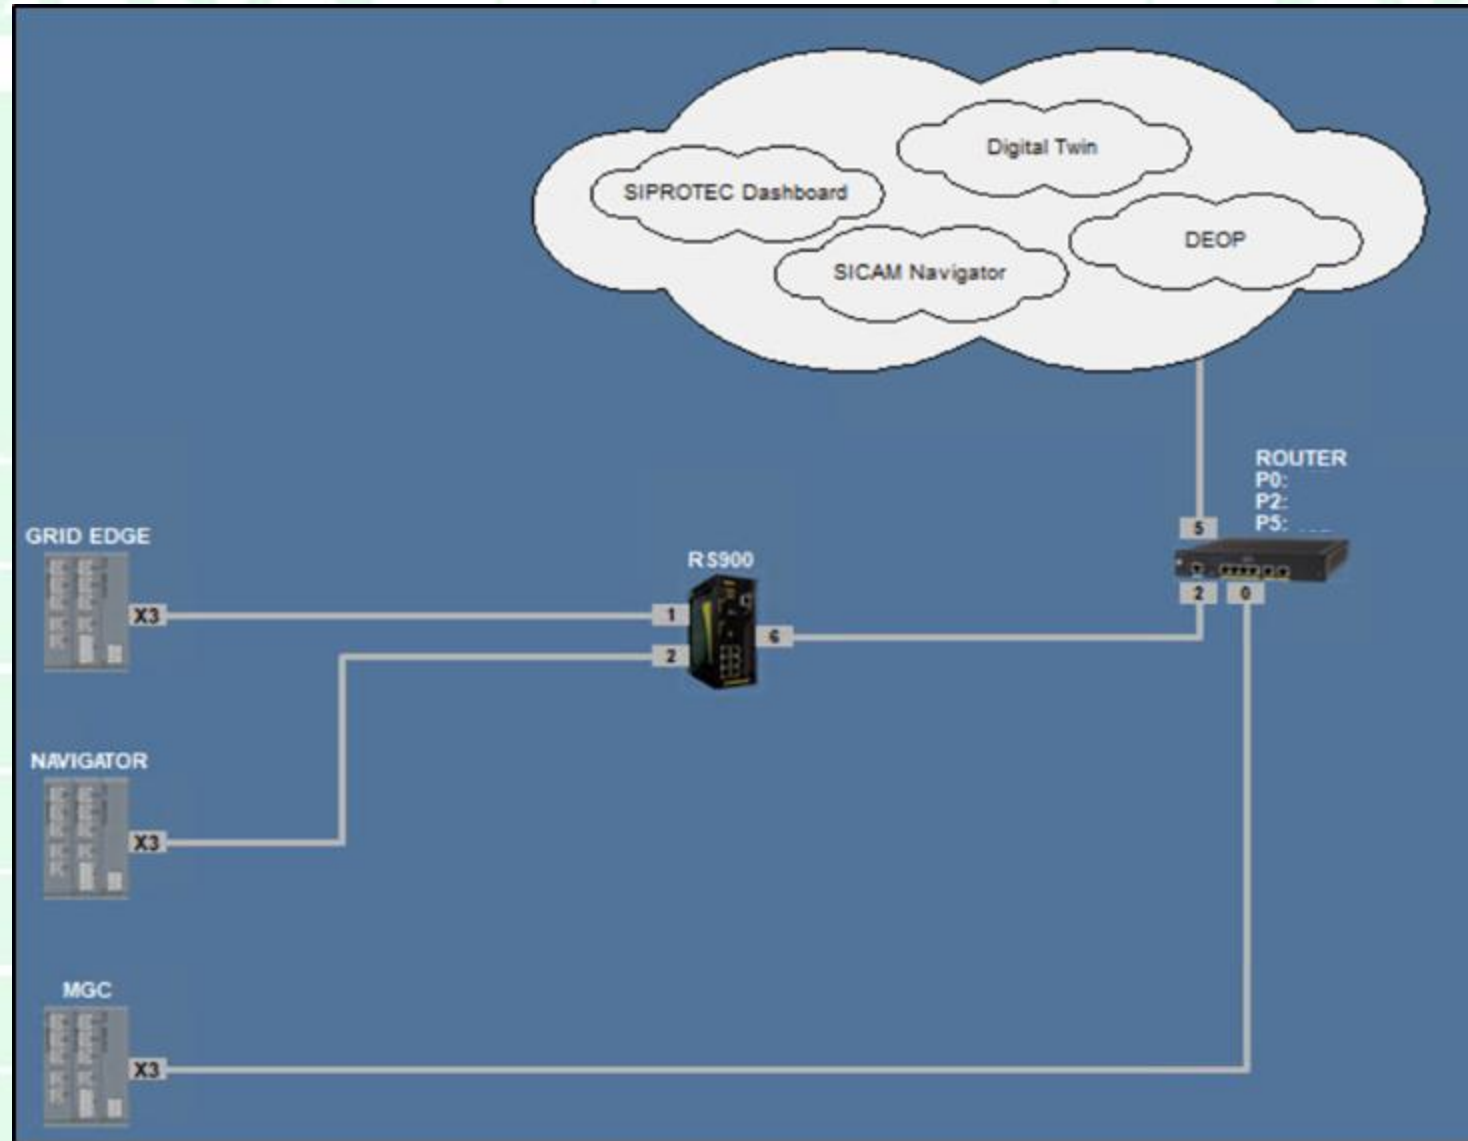 Digital Twin
SIPROTEC Dashboard
DEOP
SICAM Navigator
ROUTER
P0:
P2:
P5:
5
2
0
GRID EDGE
X3
RS900
1
2
6
NAVIGATOR
X3
MGC
X3